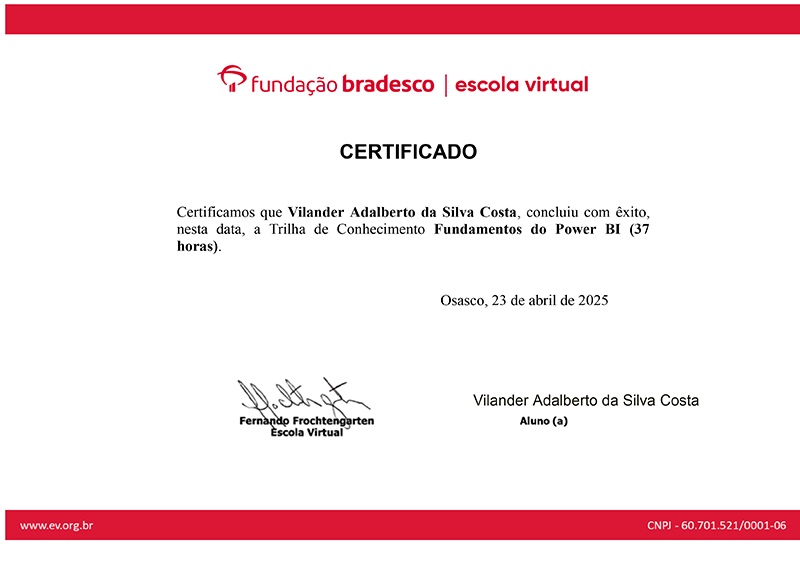 fundação bradesco | escola virtual
CERTIFICADO
Certificamos que Vilander Adalberto da Silva Costa, concluiu com êxito,
nesta data, a Trilha de Conhecimento Fundamentos do Power BI (37
horas).
Osasco, 23 de abril de 2025
Vilander Adalberto da Silva Costa
Fernando Frochtengarten
Aluno (a)
Escola Virtual
www.ev.org.br
CNPJ - 60.701.521/0001-06